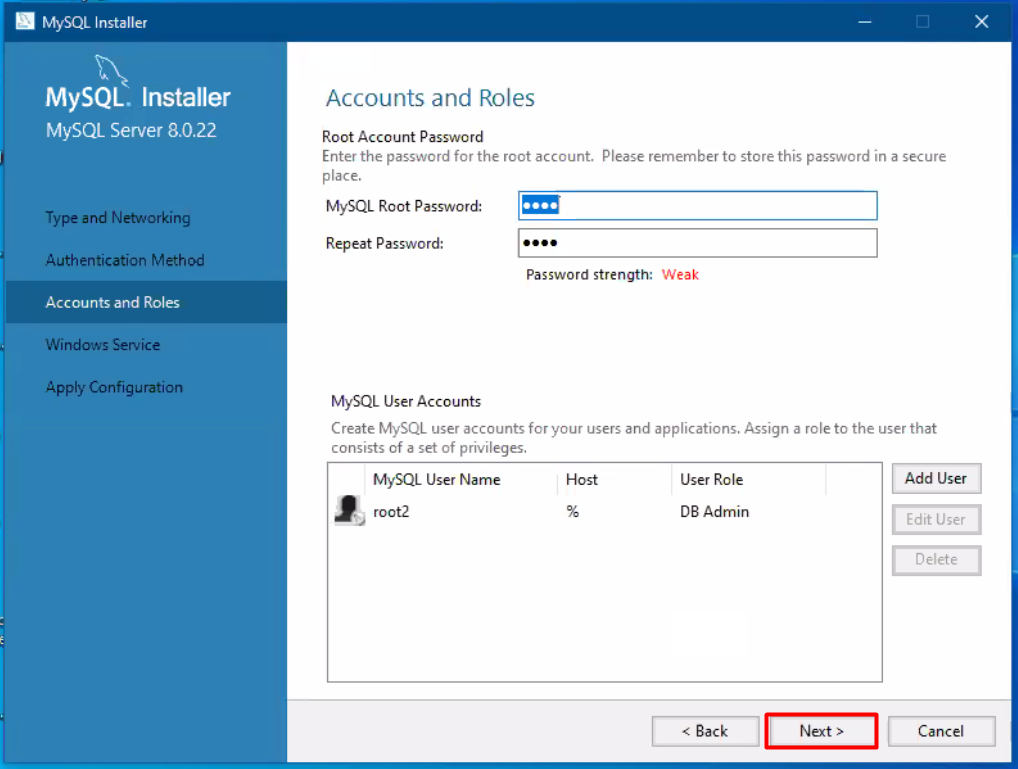 MySQL Installer
MySQL. Installer
MySQL Server 8.0.22
Type and Networking
Authentication Method
Accounts and Roles
Windows Service
Apply Configuration
Accounts and Roles
Root Account Password
Enter the password for the root account.  Please remember to store this password in a secure
place.
MySQL Root Password: ●●●●
Repeat Password: ●●●●
Password strength: Weak
MySQL User Accounts
Create MySQL user accounts for your users and applications. Assign a role to the user that
consists of a set of privileges.
MySQL User Name Host User Role
root2 % DB Admin
Add User
Edit User
Delete
< Back Next > Cancel